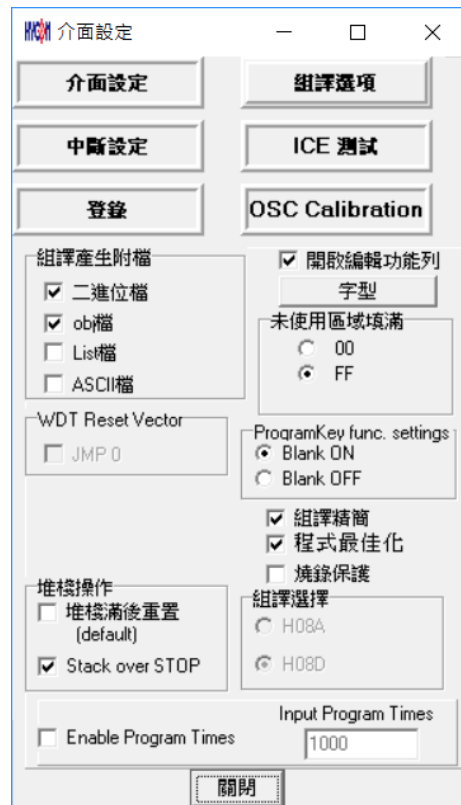 HYCON 介面設定
介面設定
組譯選項
中斷設定
ICE 測試
登錄
OSC Calibration
組譯產生附檔
二進位檔
obj檔
List檔
ASCII檔
開啟編輯功能列
字型
未使用區域填滿
00
FF
WDT Reset Vector
JMP 0
ProgramKey func. settings
Blank ON
Blank OFF
組譯精簡
程式最佳化
燒錄保護
堆棧操作
堆棧滿後重置
(default)
Stack over STOP
組譯選擇
H08A
H08D
Enable Program Times
Input Program Times
1000
關閉